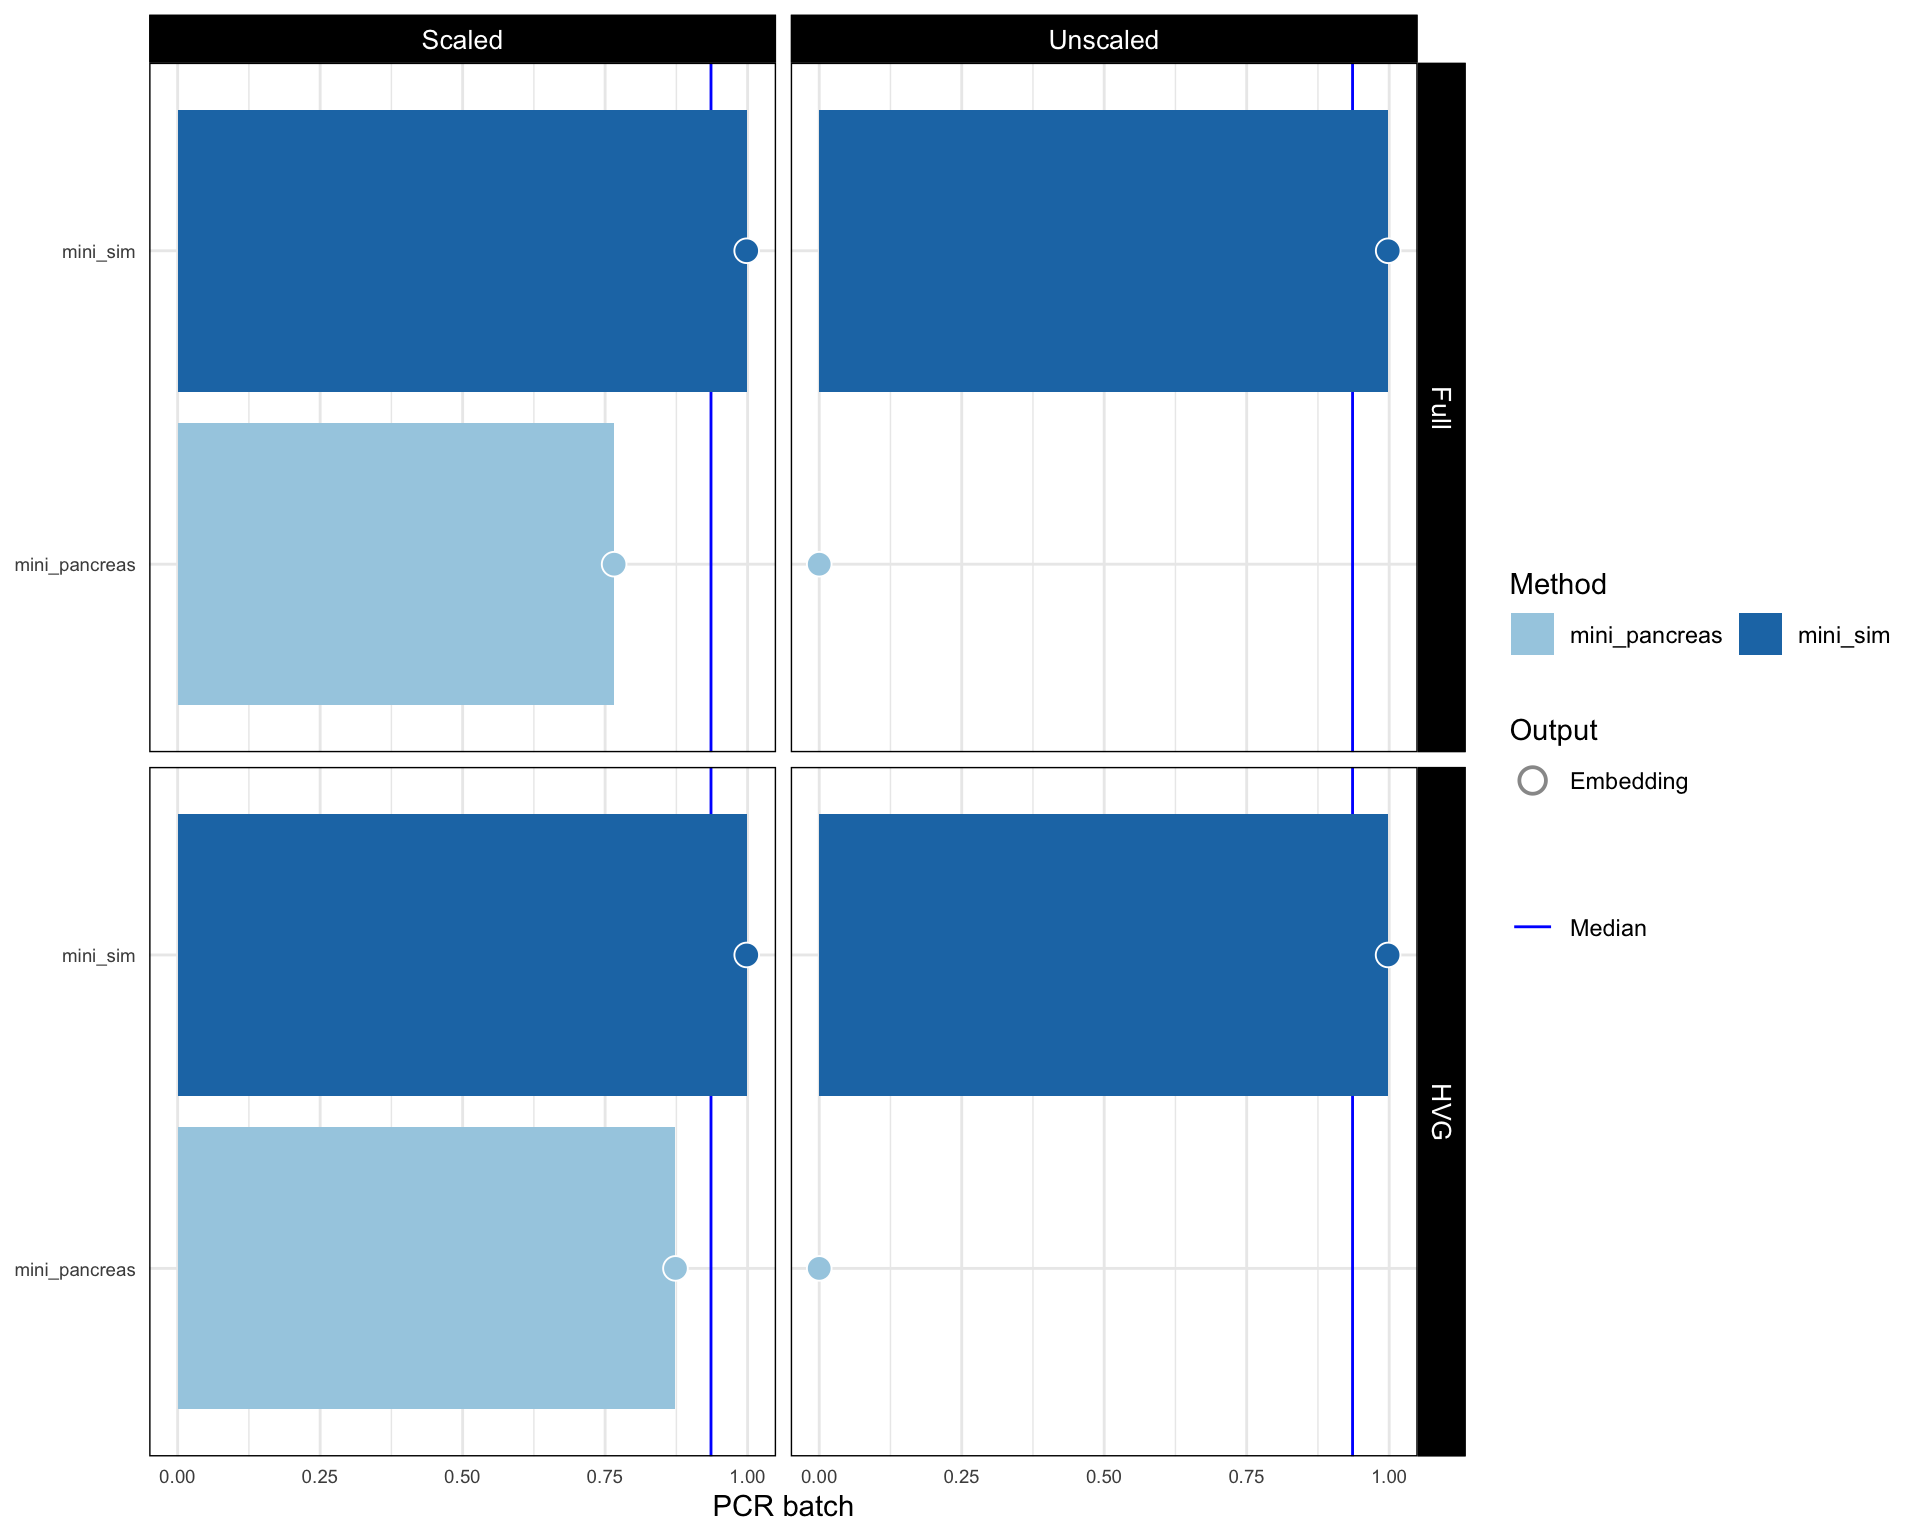 Scaled
Unscaled
mini_sim
mini_pancreas
Full
mini_sim
mini_pancreas
HVG
0.00 0.25 0.50 0.75 1.00 0.00 0.25 0.50 0.75 1.00
PCR batch
Method
mini_pancreas mini_sim
Output
Embedding
Median